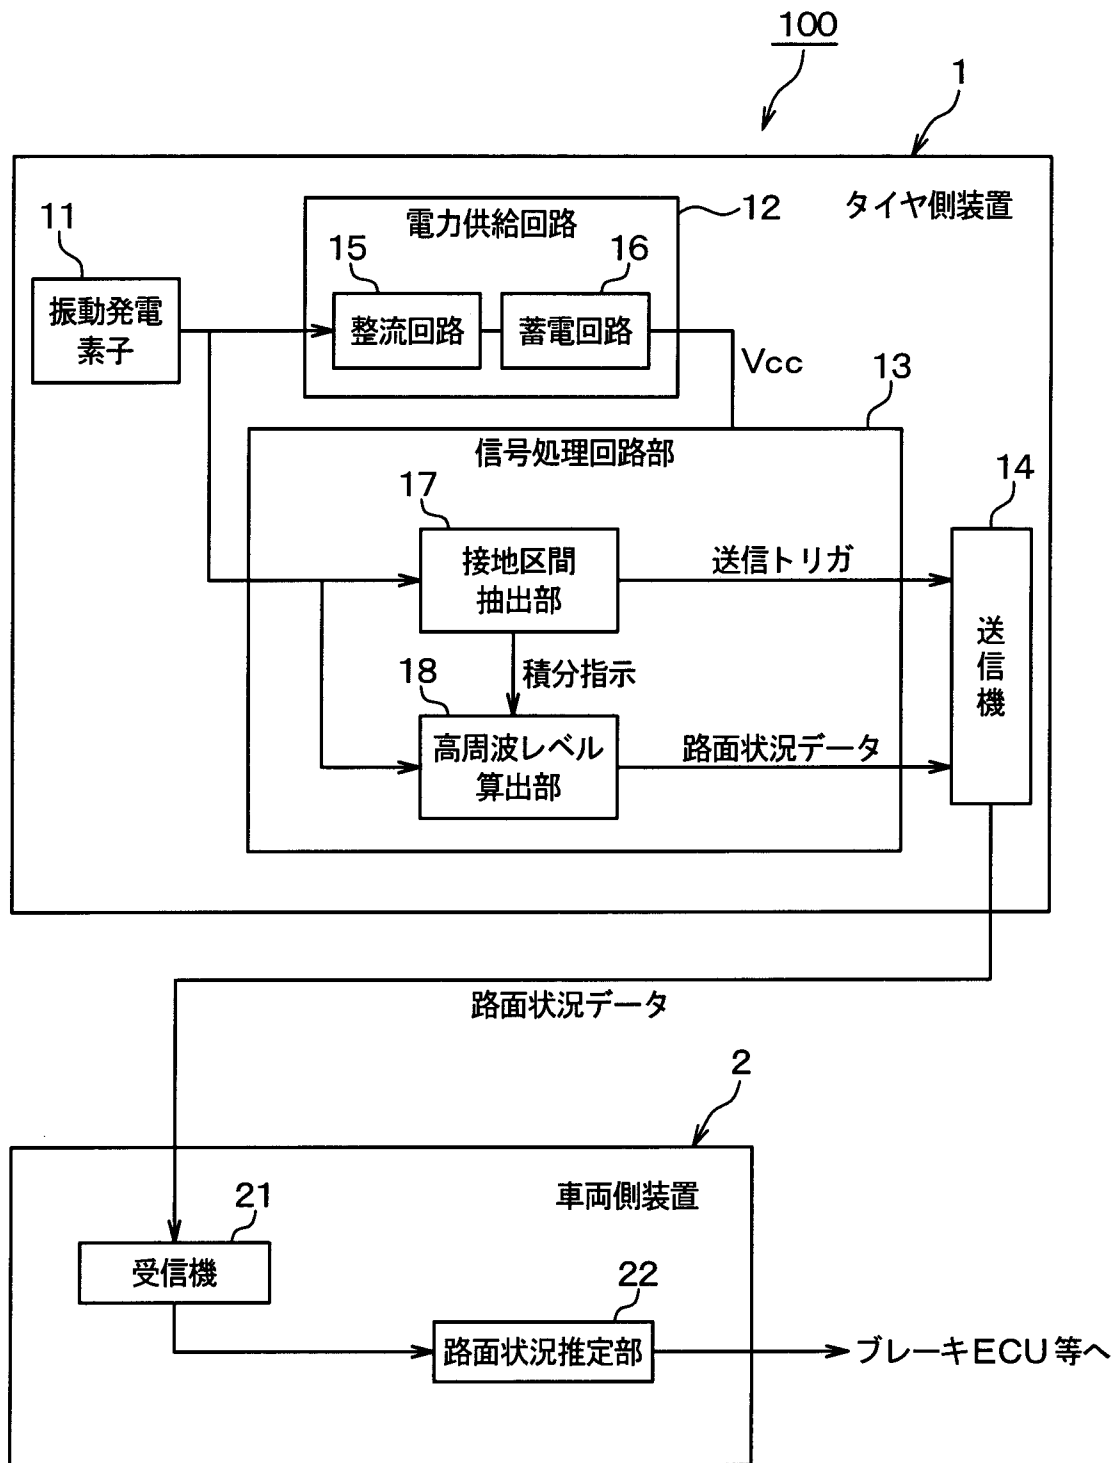 100
1
タイヤ側装置
11
振動発電
素子
12
電力供給回路
15
整流回路
16
蓄電回路
Vcc
13
信号処理回路部
17
接地区間
抽出部
送信トリガ
14
送信機
積分指示
18
高周波レベル
算出部
路面状況データ
路面状況データ
2
車両側装置
21
受信機
22
路面状況推定部
ブレーキECU等へ